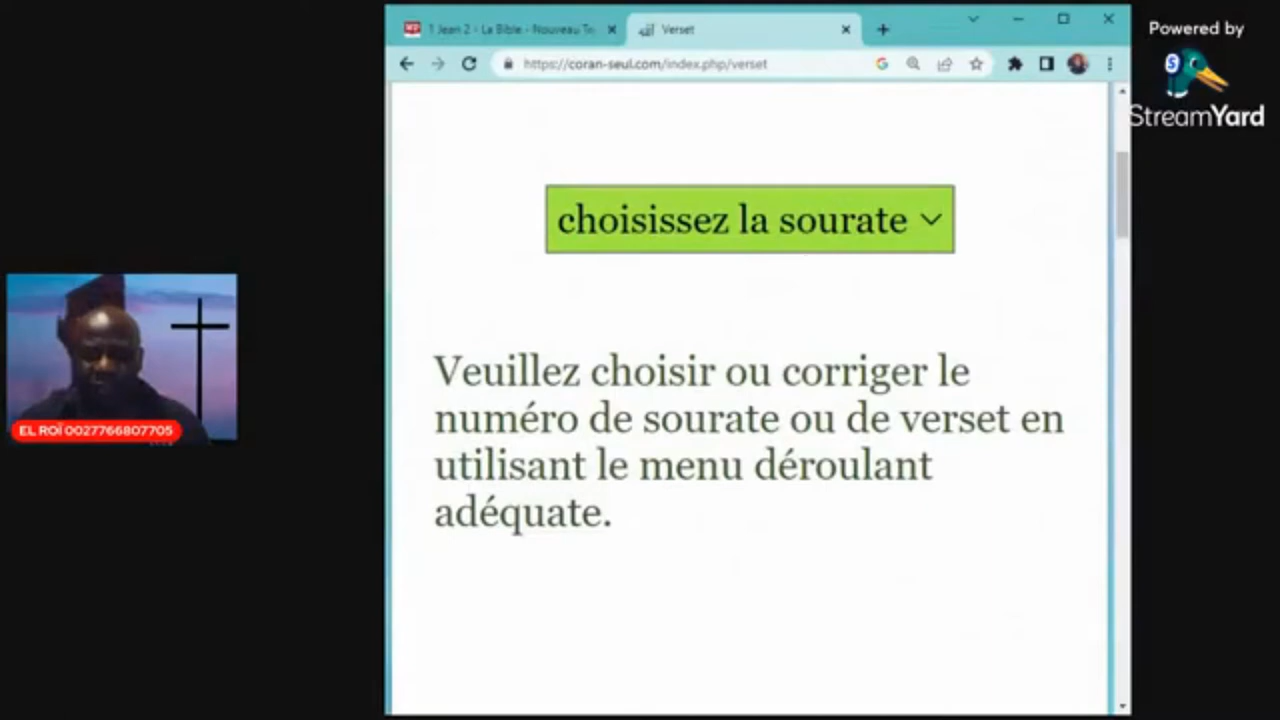 1 Jean 2 - La Bible - Nouveau Te
Verset
https://coran-seul.com/index.php/verset
Powered by
StreamYard
choisissez la sourate
Veuillez choisir ou corriger le
numéro de sourate ou de verset en
utilisant le menu déroulant
adéquate.
EL ROÏ 0027766807705